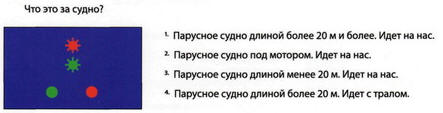 Что это за судно?
1. Парусное судно длиной более 20 м и более. Идет на нас.
2. Парусное судно под мотором. Идет на нас.
3. Парусное судно длиной менее 20 м. Идет на нас.
4. Парусное судно длиной более 20 м. Идет с тралом.